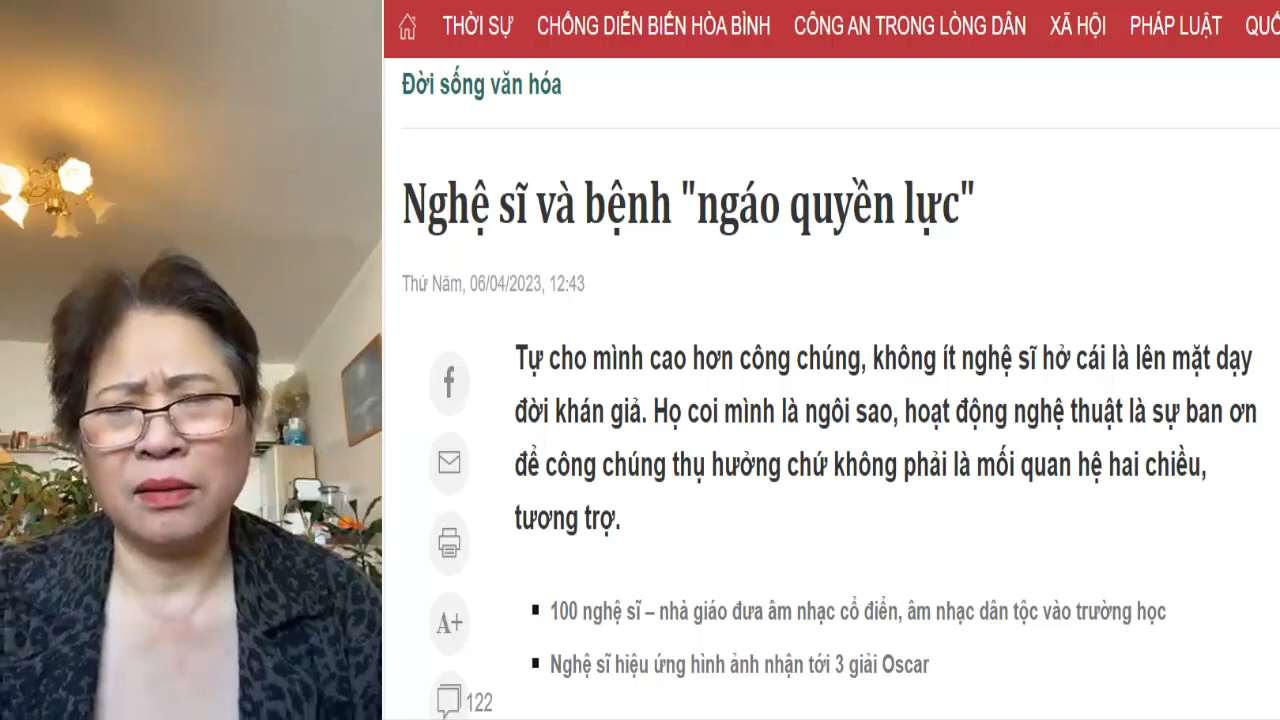 THỜI SỰ CHỐNG DIỄN BIẾN HÒA BÌNH CÔNG AN TRONG LÒNG DÂN XÃ HỘI PHÁP LUẬT
Đời sống văn hóa
Nghệ sĩ và bệnh "ngáo quyền lực"
Thứ Năm, 06/04/2023, 12:43
Tự cho mình cao hơn công chúng, không ít nghệ sĩ hở cái là lên mặt dạy
đời khán giả. Họ coi mình là ngôi sao, hoạt động nghệ thuật là sự ban ơn
để công chúng thụ hưởng chứ không phải là mối quan hệ hai chiều,
tương trợ.
100 nghệ sĩ – nhà giáo đưa âm nhạc cổ điển, âm nhạc dân tộc vào trường học
Nghệ sĩ hiệu ứng hình ảnh nhận tới 3 giải Oscar
A+
122